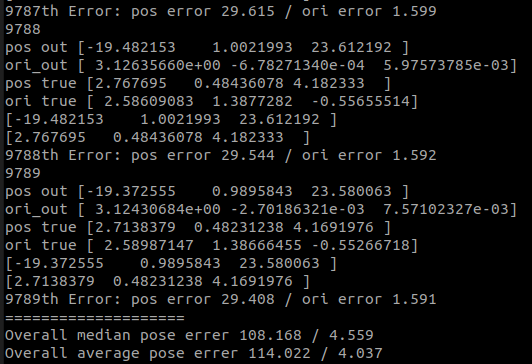 9787th Error: pos error 29.615 / ori error 1.599
9788
pos out [-19.482153    1.0021993  23.612192 ]
ori_out [ 3.12635660e+00 -6.78271340e-04  5.97573785e-03]
pos true [2.767695   0.48436078 4.182333  ]
ori true [ 2.58609083  1.3877282  -0.55655514]
[-19.482153    1.0021993  23.612192 ]
[2.767695   0.48436078 4.182333  ]
9788th Error: pos error 29.544 / ori error 1.592
9789
pos out [-19.372555    0.9895843  23.580063 ]
ori_out [ 3.12430684e+00 -2.70186321e-03  7.57102327e-03]
pos true [2.7138379  0.48231238 4.1691976 ]
ori true [ 2.58987147  1.38666455 -0.55266718]
[-19.372555    0.9895843  23.580063 ]
[2.7138379  0.48231238 4.1691976 ]
9789th Error: pos error 29.408 / ori error 1.591
====================
Overall median pose errer 108.168 / 4.559
Overall average pose errer 114.022 / 4.037